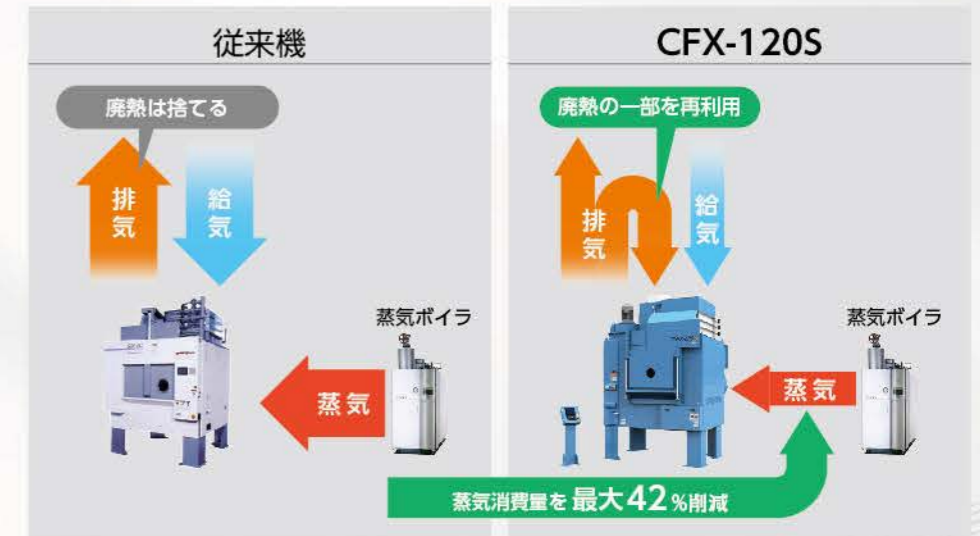 従来機
廃熱は捨てる
排気
給気
蒸気ボイラ
蒸気
CFX-120S
廃熱の一部を再利用
排気
給気
蒸気ボイラ
蒸気
蒸気消費量を最大42%削減